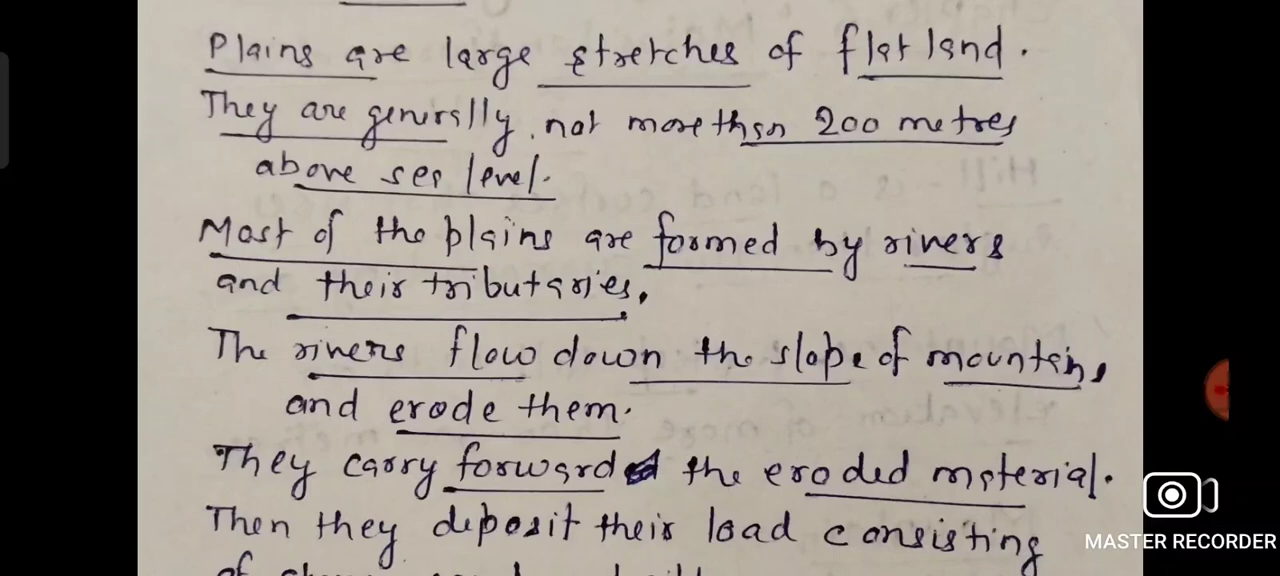 Plains are large stretches of flat land.
They are generally not more than 200 metres
above sea level.
Most of the plains are formed by rivers
and their tributaries.
The rivers flow down the slope of mountains
and erode them.
They carry forward the eroded material.
Then they deposit their load consisting
of
MASTER RECORDER